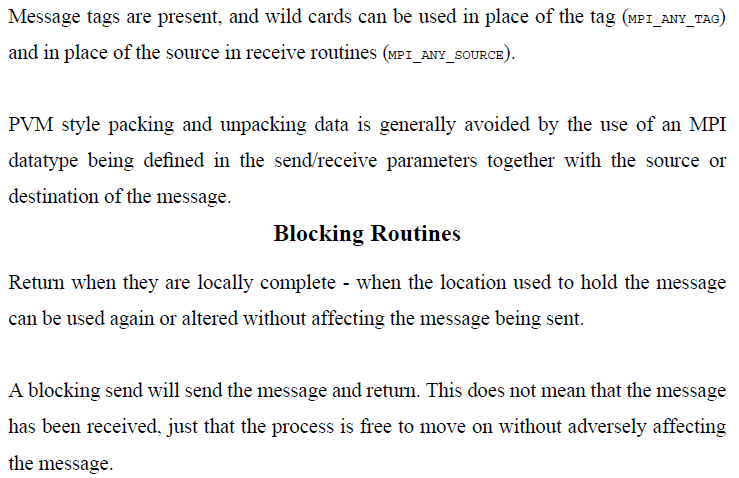 Message tags are present, and wild cards can be used in place of the tag (MPI_ANY_TAG)
and in place of the source in receive routines (MPI_ANY_SOURCE).
PVM style packing and unpacking data is generally avoided by the use of an MPI
datatype being defined in the send/receive parameters together with the source or
destination of the message.
Blocking Routines
Return when they are locally complete - when the location used to hold the message
can be used again or altered without affecting the message being sent.
A blocking send will send the message and return. This does not mean that the message
has been received, just that the process is free to move on without adversely affecting
the message.